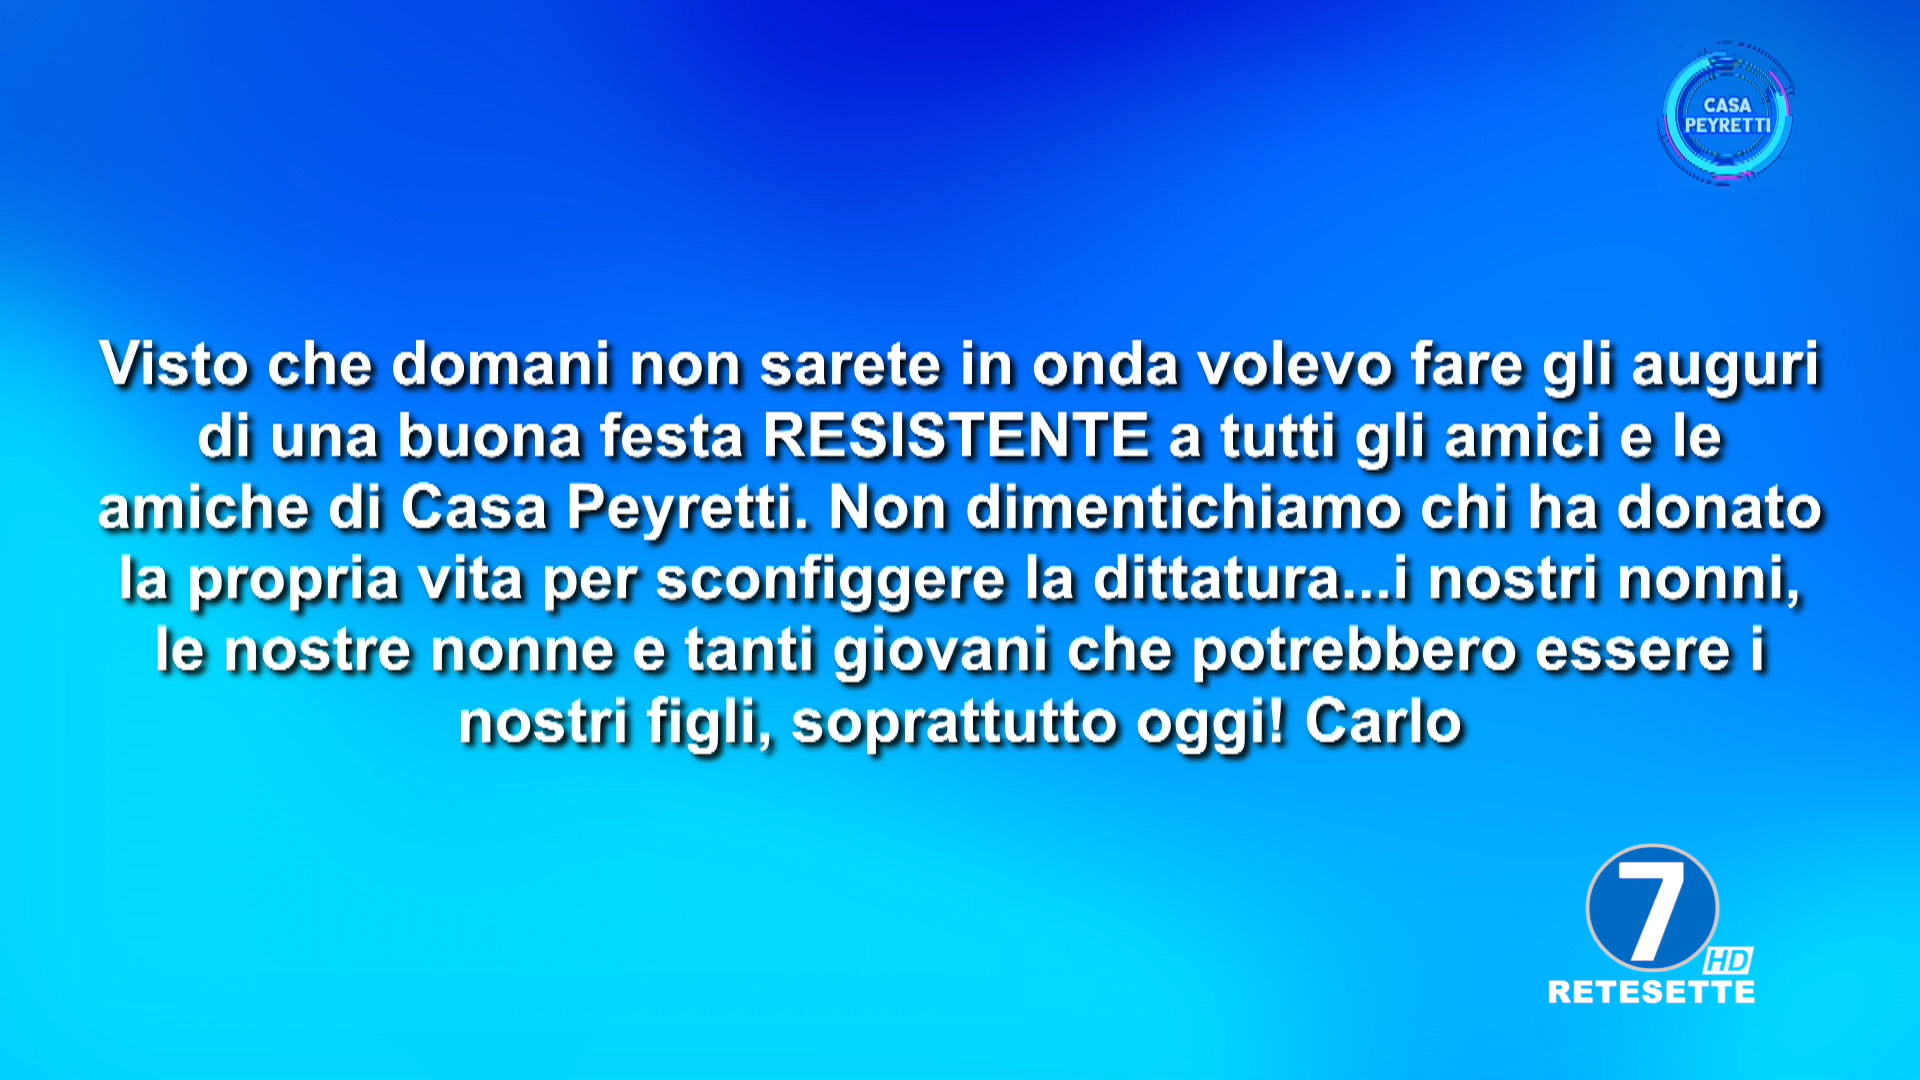 CASA
PEYRETTI
Visto che domani non sarete in onda volevo fare gli auguri
di una buona festa RESISTENTE a tutti gli amici e le
amiche di Casa Peyretti. Non dimentichiamo chi ha donato
la propria vita per sconfiggere la dittatura...i nostri nonni,
le nostre nonne e tanti giovani che potrebbero essere i
nostri figli, soprattutto oggi! Carlo
7
HD
RETESETTE